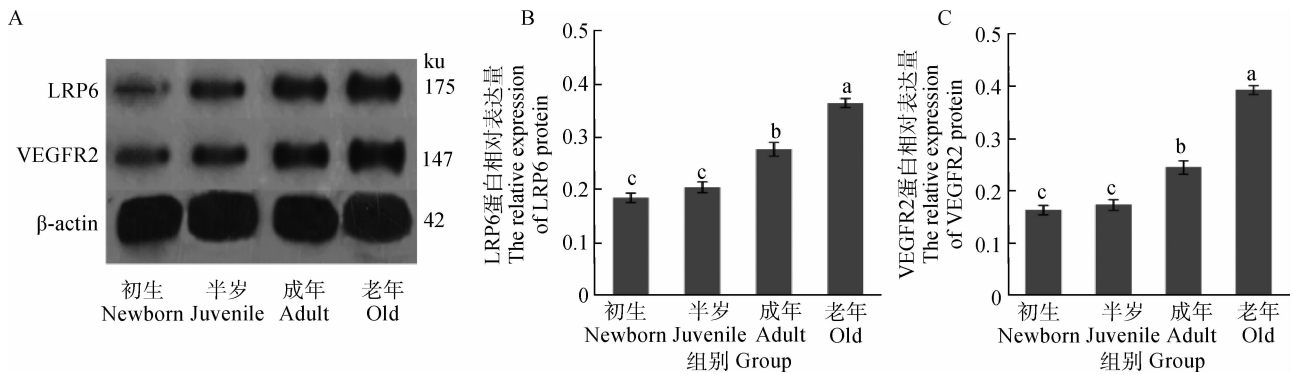 A
ku
LRP6
175
VEGFR2
147
β-actin
42
初生 半岁 成年 老年
Newborn Juvenile Adult Old
B
LRP6蛋白相对表达量
The relative expression
of LRP6 protein
0.5
0.4
0.3
0.2
0.1
0
c
c
b
a
初生 半岁 成年 老年
Newborn Juvenile Adult Old
组别 Group
C
VEGFR2蛋白相对表达量
The relative expression
of VEGFR2 protein
0.5
0.4
0.3
0.2
0.1
0
c
c
b
a
初生 半岁 成年 老年
Newborn Juvenile Adult Old
组别 Group